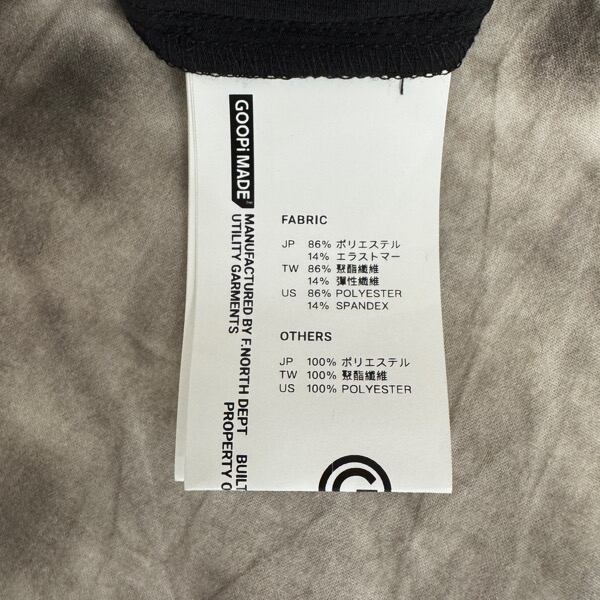 GOOPiMADE™
MANUFACTURED BY F.NORTH DEPT
UTILITY GARMENTS
BUILT
PROPERTY
FABRIC
JP 86% ポリエステル
14% エラストマー
TW 86% 聚酯纖維
14% 彈性纖維
US 86% POLYESTER
14% SPANDEX
OTHERS
JP 100% ポリエステル
TW 100% 聚酯纖維
US 100% POLYESTER